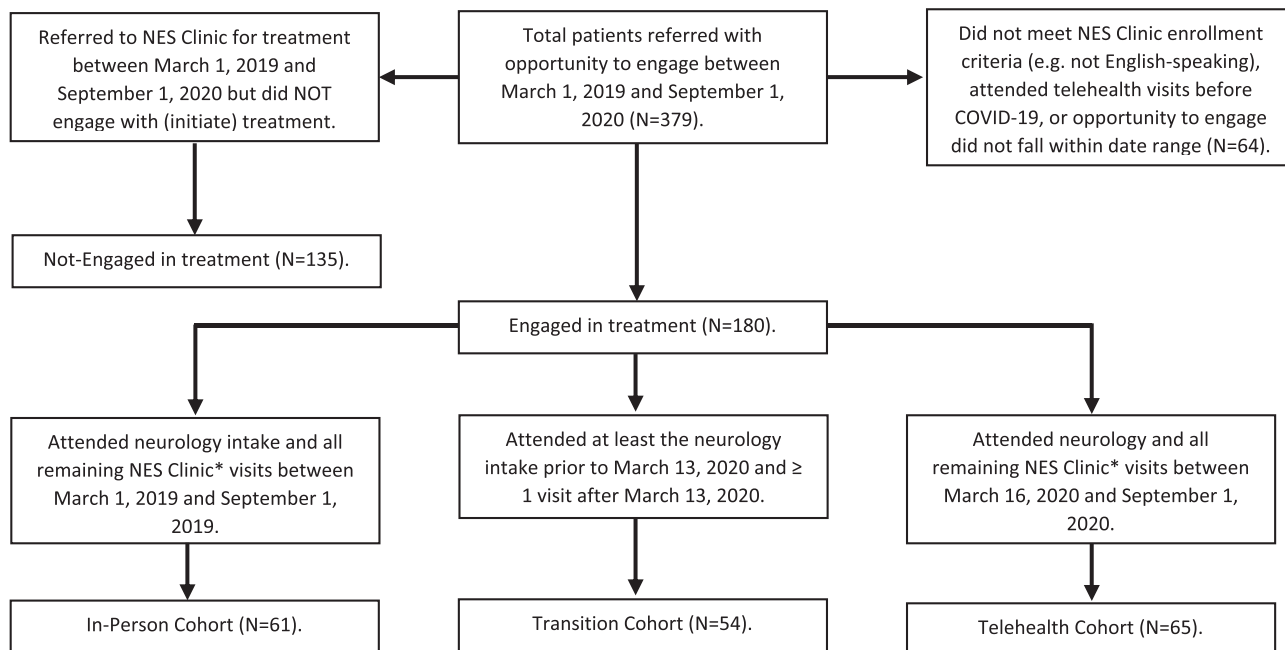 Referred to NES Clinic for treatment
between March 1, 2019 and
September 1, 2020 but did NOT
engage with (initiate) treatment.
Total patients referred with
opportunity to engage between
March 1, 2019 and September 1,
2020 (N=379).
Did not meet NES Clinic enrollment
criteria (e.g. not English-speaking),
attended telehealth visits before
COVID-19, or opportunity to engage
did not fall within date range (N=64).
Not-Engaged in treatment (N=135).
Engaged in treatment (N=180).
Attended neurology intake and all
remaining NES Clinic* visits between
March 1, 2019 and September 1,
2019.
Attended at least the neurology
intake prior to March 13, 2020 and ≥
1 visit after March 13, 2020.
Attended neurology and all
remaining NES Clinic* visits between
March 16, 2020 and September 1,
2020.
In-Person Cohort (N=61).
Transition Cohort (N=54).
Telehealth Cohort (N=65).